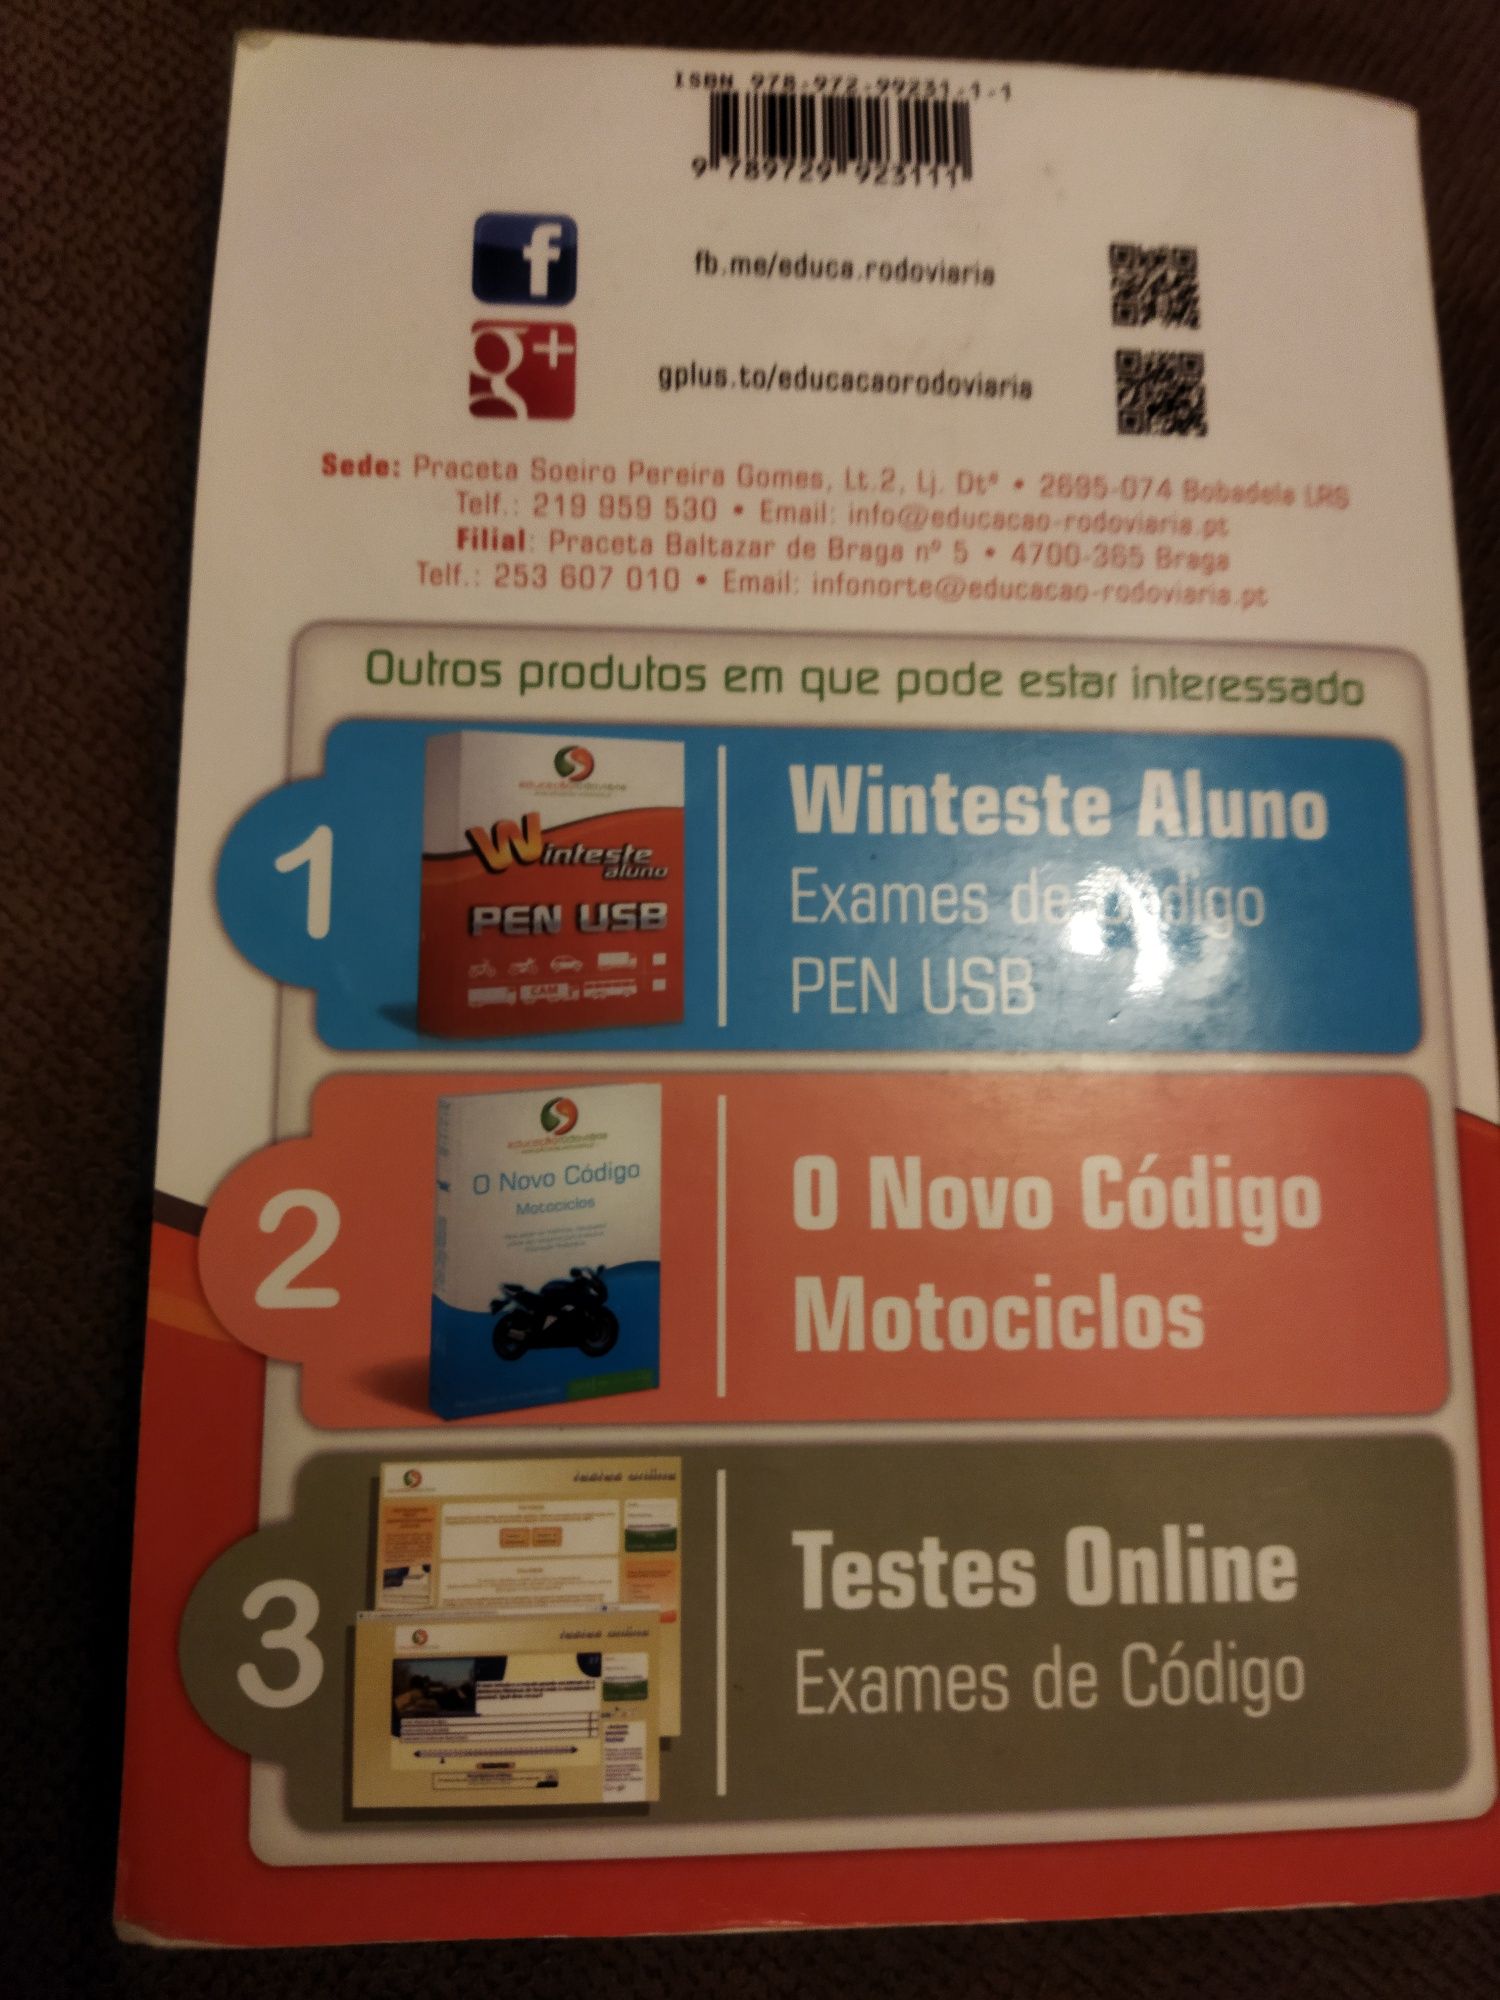 ISBN 978-972-99231-1-1
9 789729 923111
f
fb.me/educa.rodoviaria
g+
gplus.to/educacaorodoviaria
Sede: Praceta Soeiro Pereira Gomes, Lt.2, Lj. Dtª • 2695-074 Bobadela LRS
Telf.: 219 959 530 • Email: info@educacao-rodoviaria.pt
Filial: Praceta Baltazar de Braga nº 5 • 4700-365 Braga
Telf.: 253 607 010 • Email: infonorte@educacao-rodoviaria.pt
Outros produtos em que pode estar interessado
1
educaçãorodoviária
Winteste
aluno
PEN USB
CAM
Winteste Aluno
Exames de Código
PEN USB
2
educaçãorodoviária
O Novo Código
Motociclos
O Novo Código
Motociclos
3
Testes Online
Exames de Código